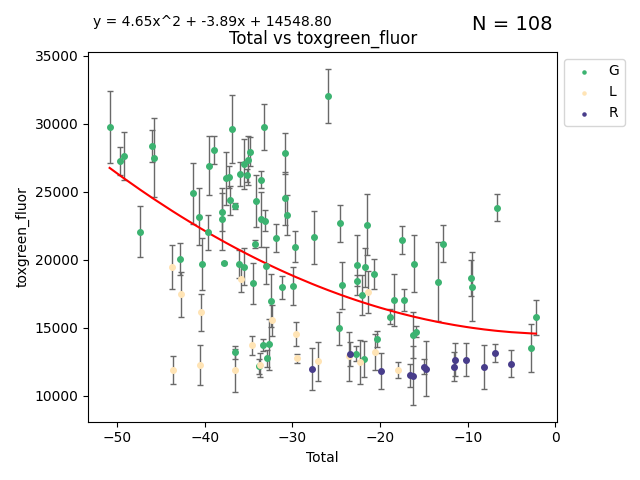 y = 4.65x^2 + -3.89x + 14548.80
N = 108
Total vs toxgreen_fluor
35000
30000
25000
20000
15000
10000
toxgreen_fluor
−50 −40 −30 −20 −10 0
Total
G
L
R